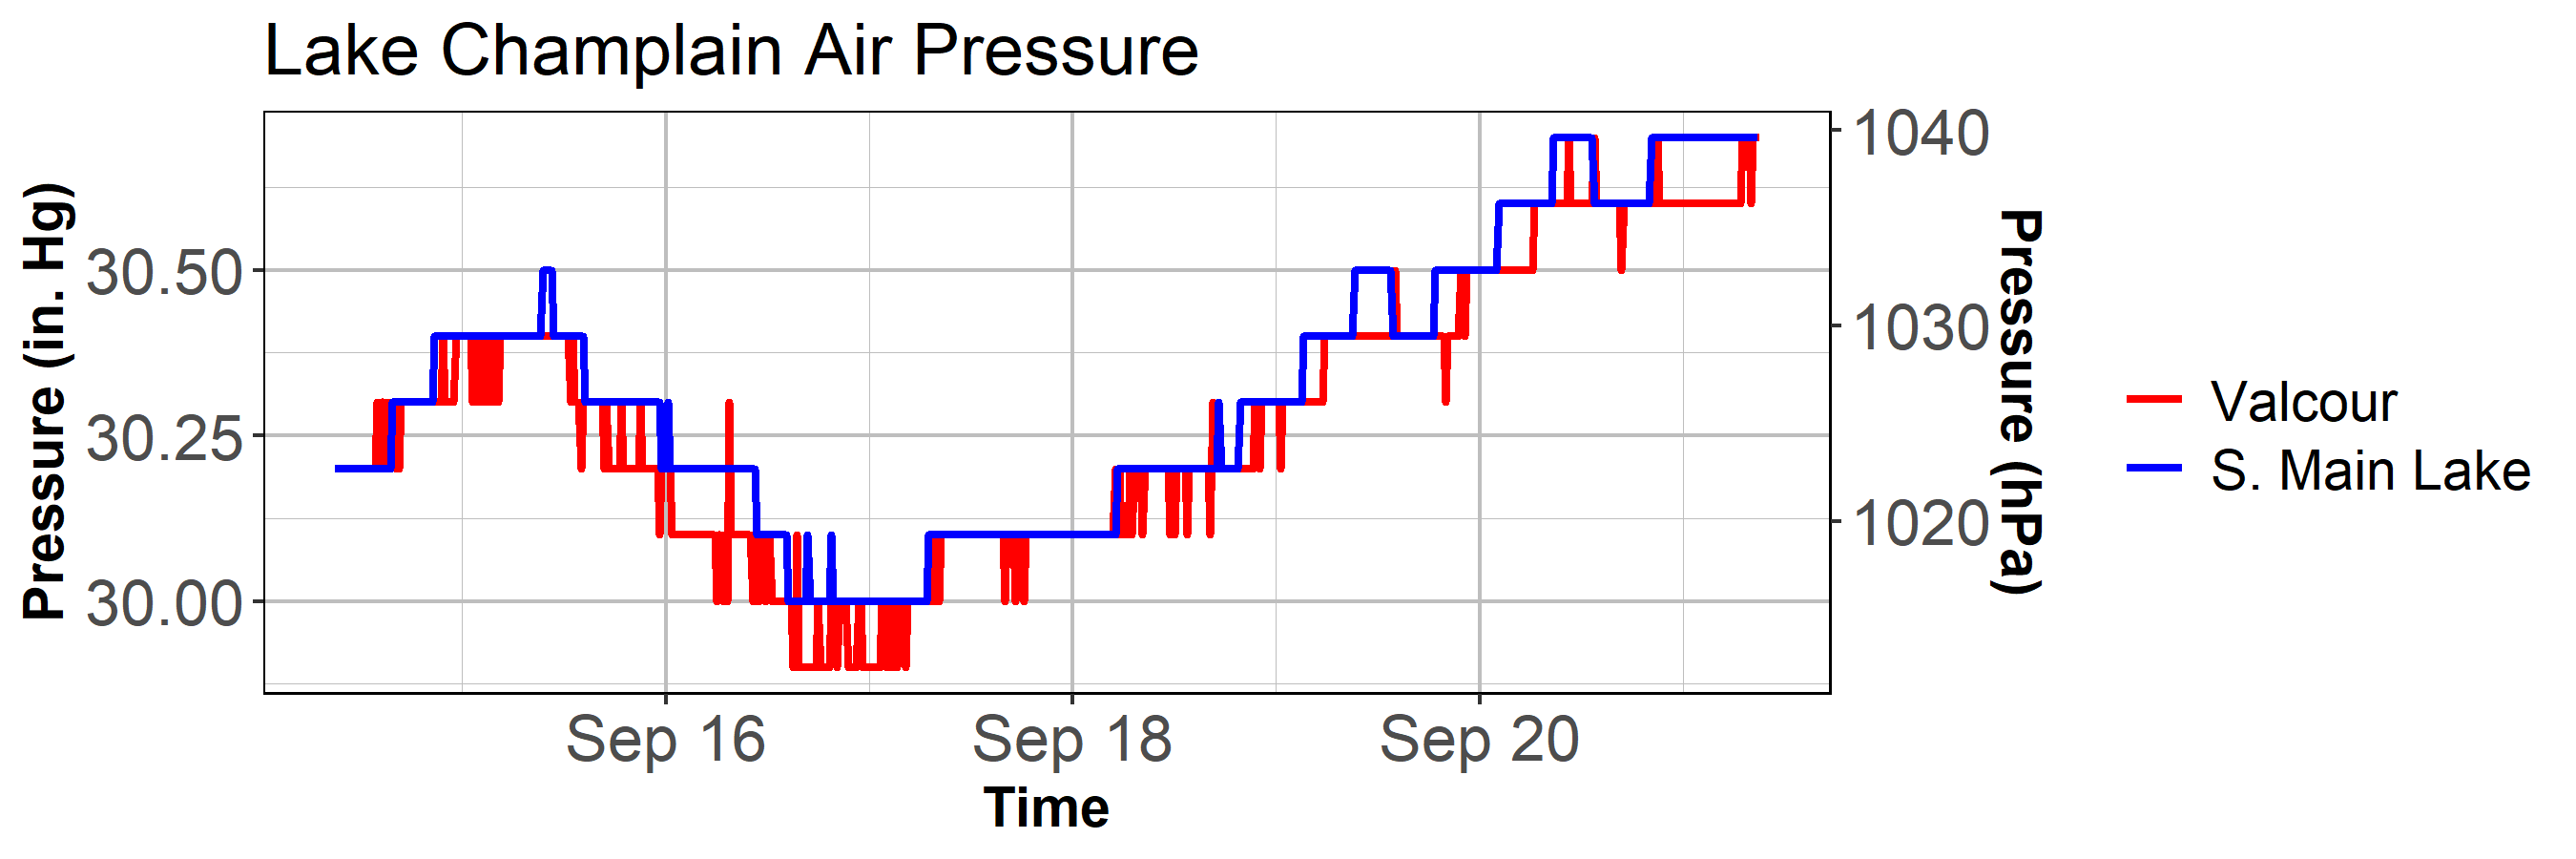 Lake Champlain Air Pressure
Pressure (in. Hg)
30.50
30.25
30.00
1040
1030
1020
Pressure (hPa)
Sep 16
Sep 18
Sep 20
Time
Valcour
S. Main Lake